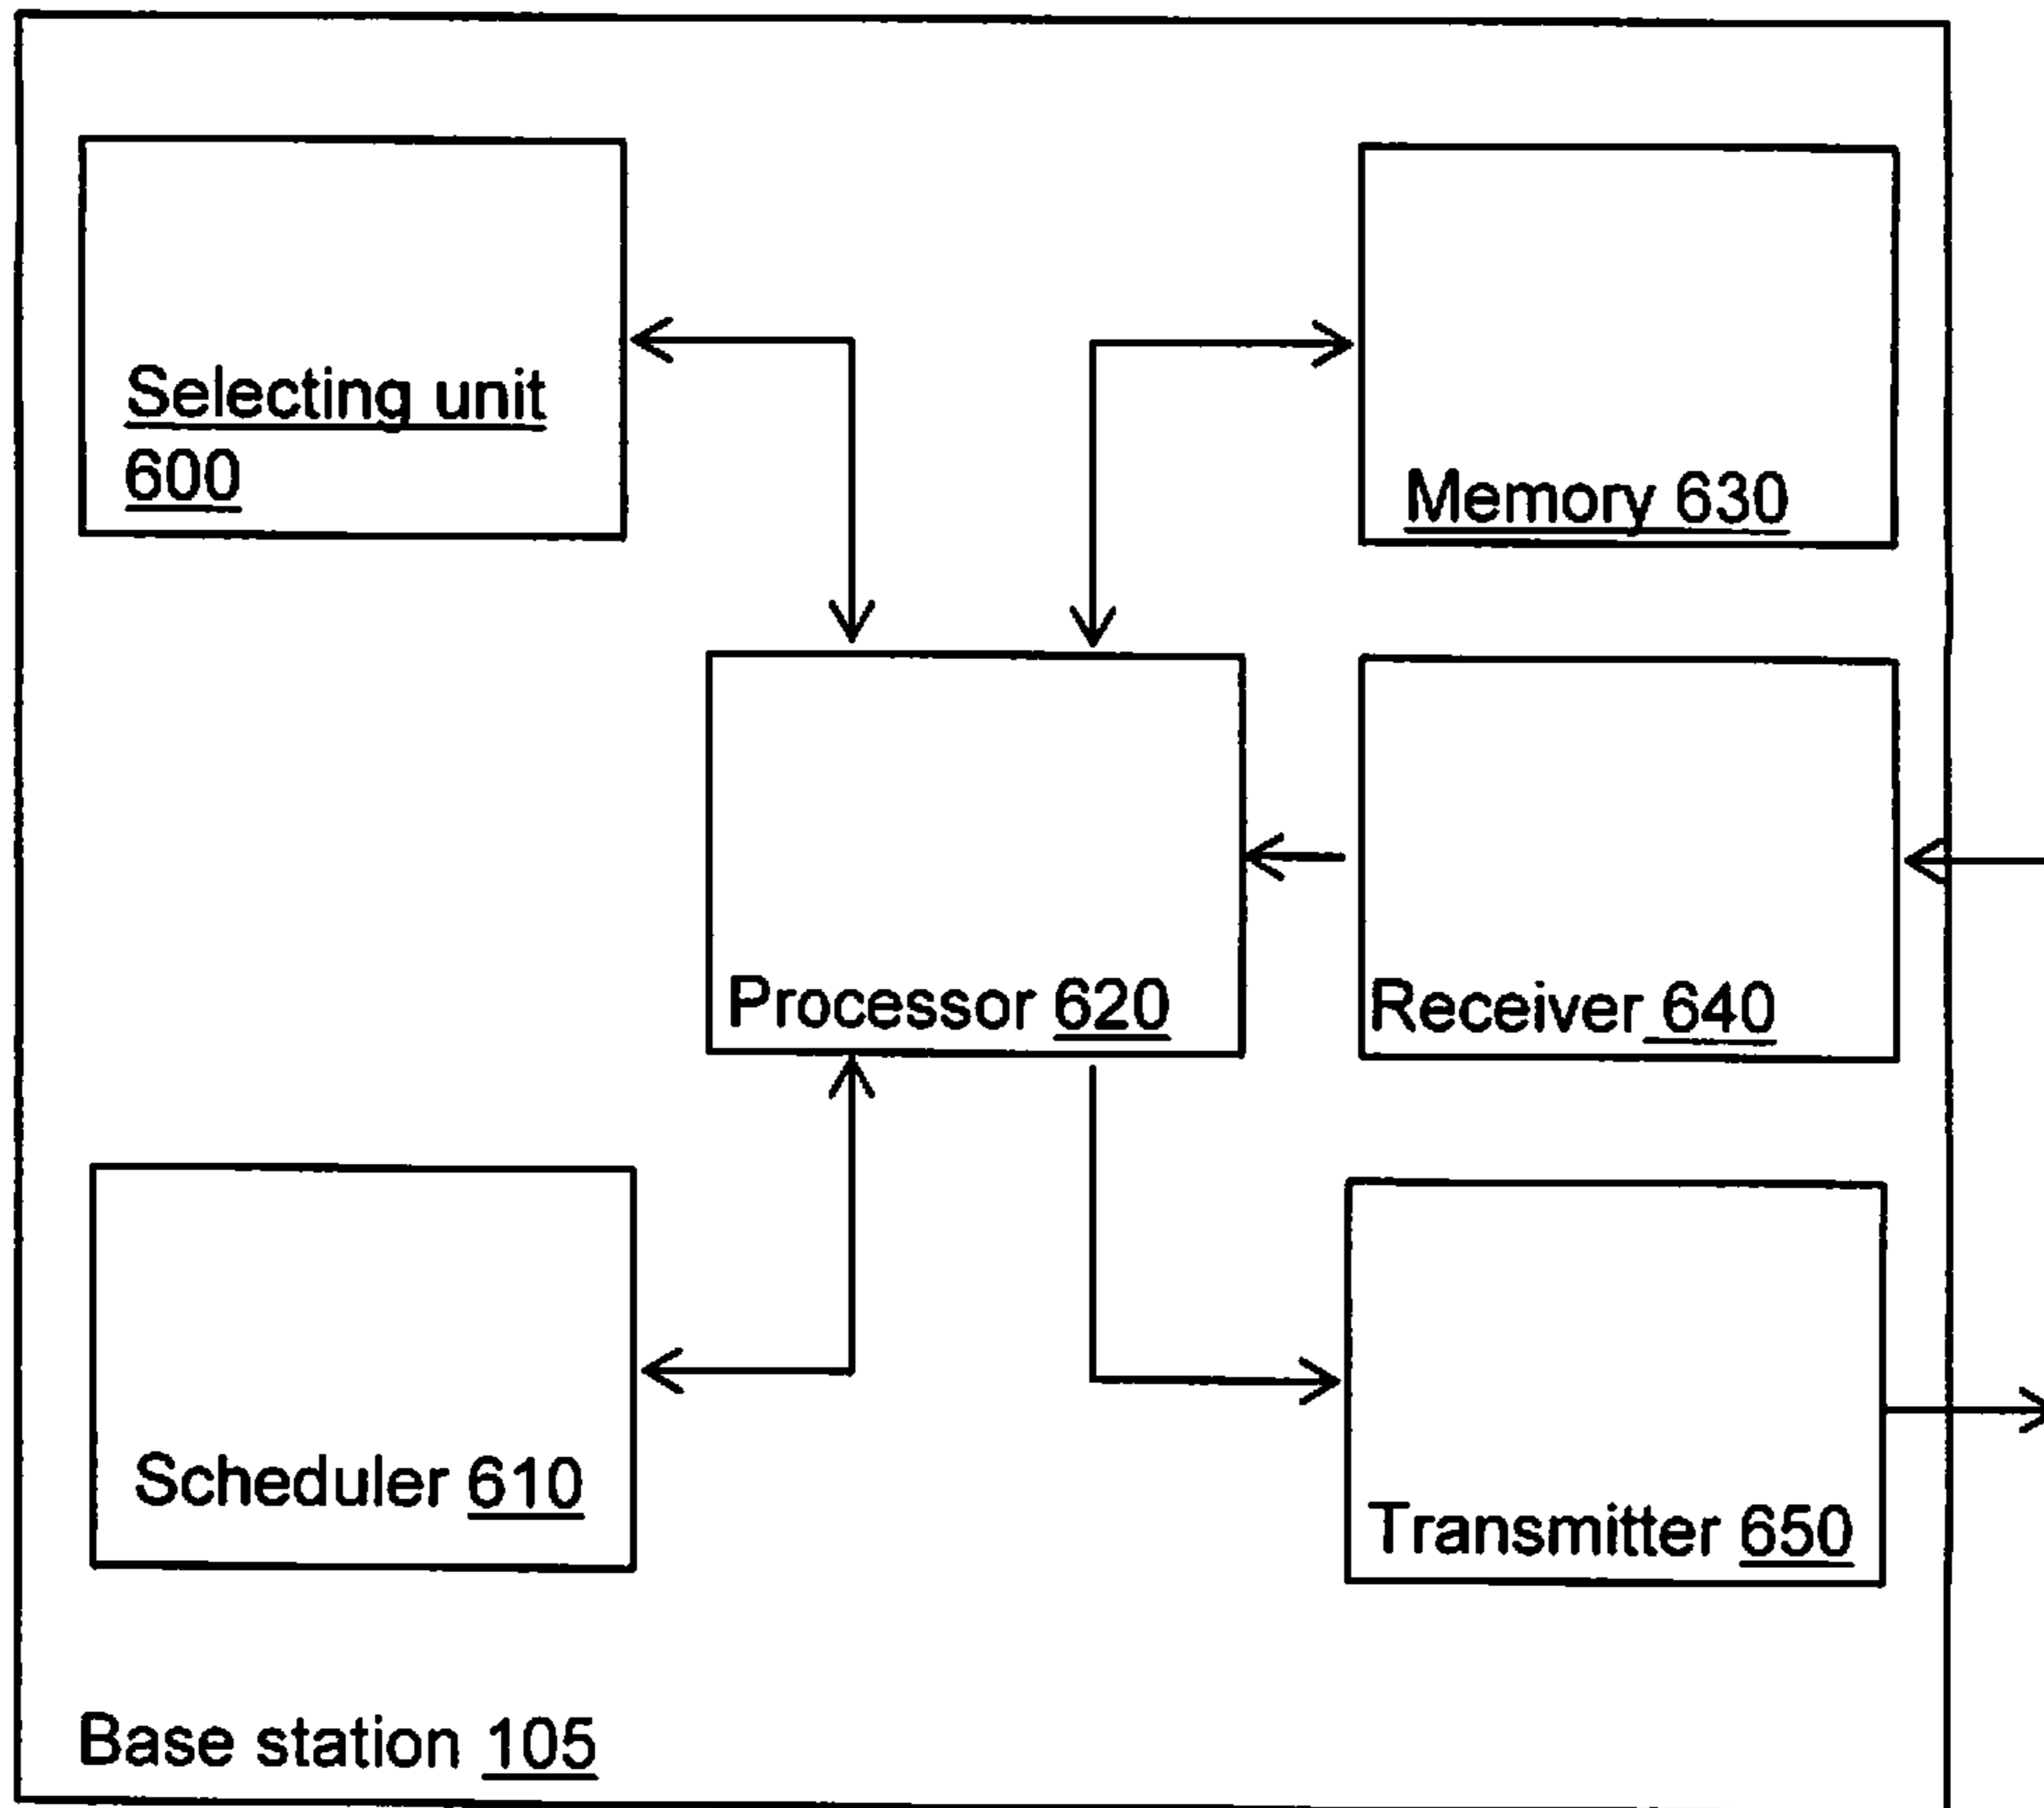 Selecting unit
600
Memory 630
Processor 620
Receiver 640
Scheduler 610
Transmitter 650
Base station 105